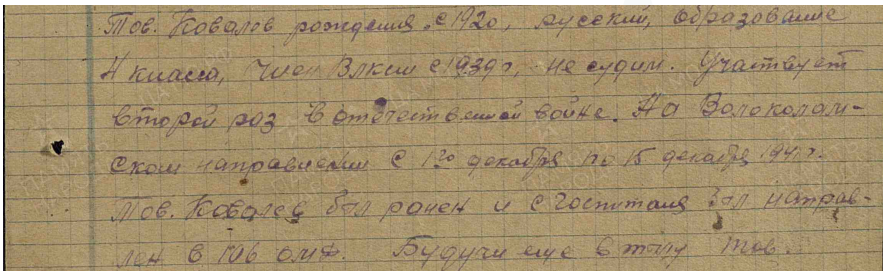 Тов. Ковалев рождения с 1920, русский, образование
4 класса, член Влксм с 1939 г, не судим. Участвует
второй раз в отечественной войне. На Волоколам-
ском направлении с 1го декабря по 15 декабря 1941 г.
Тов. Ковалев был ранен и с госпиталя был направ-
лен в Будучи еще в тылу тов.